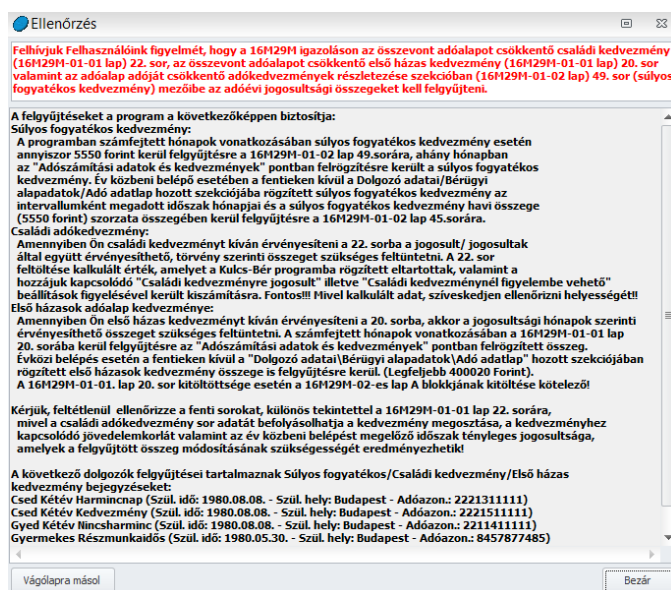 Ellenőrzés
Felhívjuk Felhasználóink figyelmét, hogy a 16M29M igazoláson az összevont adóalapot csökkentő családi kedvezmény
(16M29M-01-01 lap) 22. sor, az összevont adóalapot csökkentő első házas kedvezmény (16M29M-01-01 lap) 20. sor
valamint az adóalap adóját csökkentő adókedvezmények részletezése szekcióban (16M29M-01-02 lap) 49. sor (súlyos
fogyatékos kedvezmény) mezőibe az adóévi jogosultsági összegeket kell felgyűjteni.
A felgyűjtéseket a program a következőképpen biztosítja:
Súlyos fogyatékos kedvezmény:
A programban számfejtett hónapok vonatkozásában súlyos fogyatékos kedvezmény esetén
annyiszor 5550 forint kerül felgyűjtésre a 16M29M-01-02 lap 49.sorára, ahány hónapban
az "Adószámítási adatok és kedvezmények" pontban felrögzítésre került a súlyos fogyatékos
kedvezmény. Év közbeni belépő esetében a fentieken kívül a Dolgozó adatai/Bérügyi
alapadatok/Adó adatlap hozott szekciójába rögzített súlyos fogyatékos kedvezmény az
intervallumként megadott időszak hónapjai és a súlyos fogyatékos kedvezmény havi összege
(5550 forint) szorzata összegében kerül felgyűjtésre a 16M29M-01-02 lap 45.sorára.
Családi adókedvezmény:
Amennyiben Ön családi kedvezményt kíván érvényesíteni a 22. sorba a jogosult/ jogosultak
által együtt érvényesíthető, törvény szerinti összeget szükséges feltüntetni. A 22. sor
feltöltése kalkulált érték, amelyet a Kulcs-Bér programba rögzített eltartottak, valamint a
hozzájuk kapcsolódó "Családi kedvezményre jogosult" illetve "Családi kedvezménynél figyelembe vehető"
beállítások figyelésével került kiszámításra. Fontos!!! Mivel kalkulált adat, szíveskedjen ellenőrizni helyességét!!
Első házasok adóalap kedvezménye:
Amennyiben Ön első házas kedvezményt kíván érvényesíteni a 20. sorba, akkor a jogosultsági hónapok szerinti
érvényesíthető összeget szükséges feltüntetni. A számfejtett hónapok vonatkozásában a 16M29M-01-01 lap
20. sorába kerül felgyűjtésre az "Adószámítási adatok és kedvezmények" pontban felrögzített összeg.
Évközi belépés esetén a fentieken kívül a "Dolgozó adatai\Bérügyi alapadatok\Adó adatlap" hozott szekciójában
rögzített első házasok kedvezmény összege is felgyűjtésre kerül. (Legfeljebb 400020 Forint).
A 16M29M-01-01. lap 20. sor kitöltöttsége esetén a 16M29M-02-es lap A blokkjának kitöltése kötelező!
Kérjük, feltétlenül ellenőrizze a fenti sorokat, különös tekintettel a 16M29M-01-01 lap 22. sorára,
mivel a családi adókedvezmény sor adatát befolyásolhatja a kedvezmény megosztása, a kedvezményhez
kapcsolódó jövedelemkorlát valamint az év közbeni belépést megelőző időszak tényleges jogosultsága,
amelyek a felgyűjtött összeg módosításának szükségességét eredményezhetik!
A következő dolgozók felgyűjtései tartalmaznak Súlyos fogyatékos/Családi kedvezmény/Első házas
kedvezmény bejegyzéseket:
Csed Kétév Harmincnap (Szül. idő: 1980.08.08. - Szül. hely: Budapest - Adóazon.: 2221311111)
Csed Kétév Kedvezmény (Szül. idő: 1980.08.08. - Szül. hely: Budapest - Adóazon.: 2221511111)
Gyed Kétév Nincsharminc (Szül. idő: 1980.08.08. - Szül. hely: Budapest - Adóazon.: 2211411111)
Gyermekes Részmunkaidős (Szül. idő: 1980.05.30. - Szül. hely: Budapest - Adóazon.: 8457877485)
Vágólapra másol
Bezár